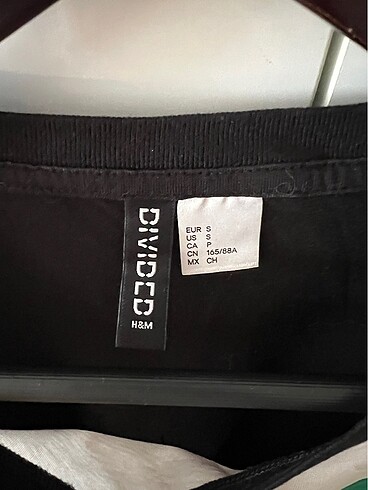 DIVIDED
H&M
EUR S
US S
CA P
CN 165/88A
MX CH